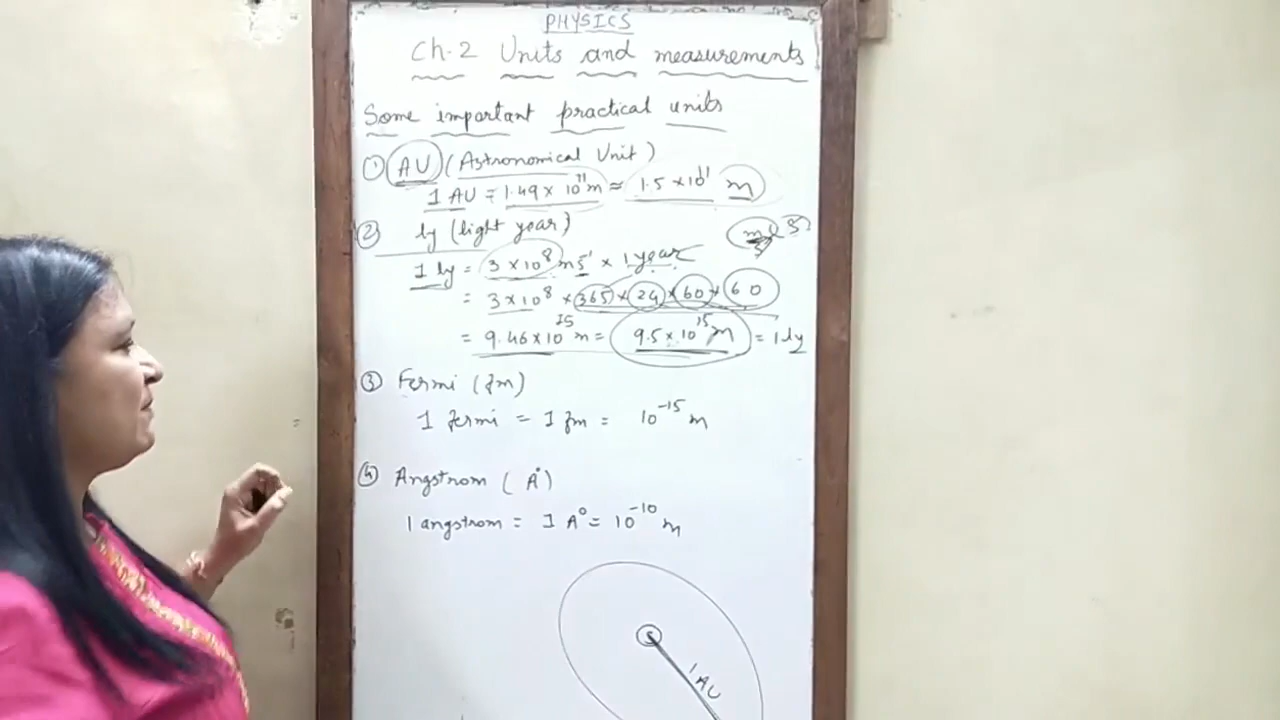 PHYSICS
Ch.2 Units and measurements
Some important practical units
① AU (Astronomical Unit)
1 AU = 1.49 × 10¹¹ m ≈ 1.5 × 10¹¹ m
② ly (light year)
1 ly = 3 × 10⁸ ms⁻¹ × 1 year
= 3 × 10⁸ × 365 × 24 × 60 × 60
= 9.46 × 10¹⁵ m = 9.5 × 10¹⁵ m = 1 ly
③ Fermi (fm)
1 fermi = 1 fm = 10⁻¹⁵ m
④ Angstrom (A°)
1 angstrom = 1 A° = 10⁻¹⁰ m
1 AU